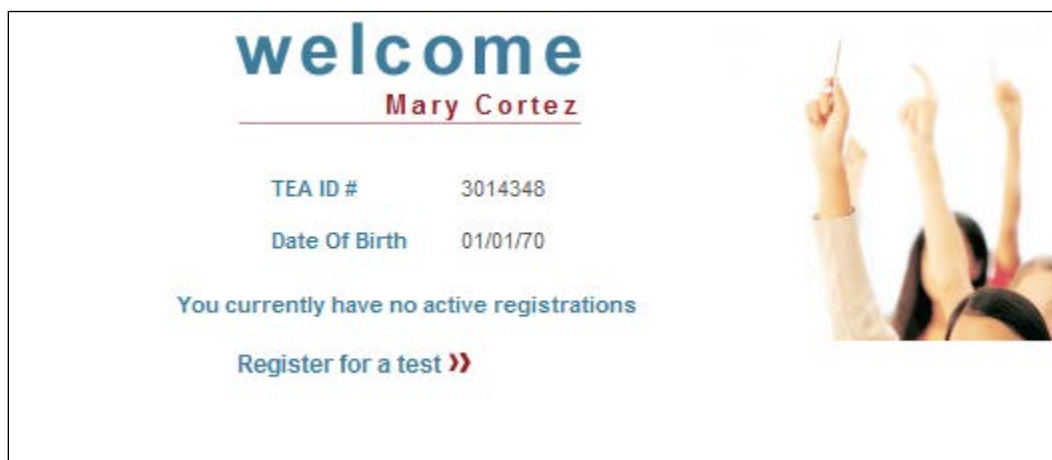 welcome
Mary Cortez
TEA ID # 3014348
Date Of Birth 01/01/70
You currently have no active registrations
Register for a test »